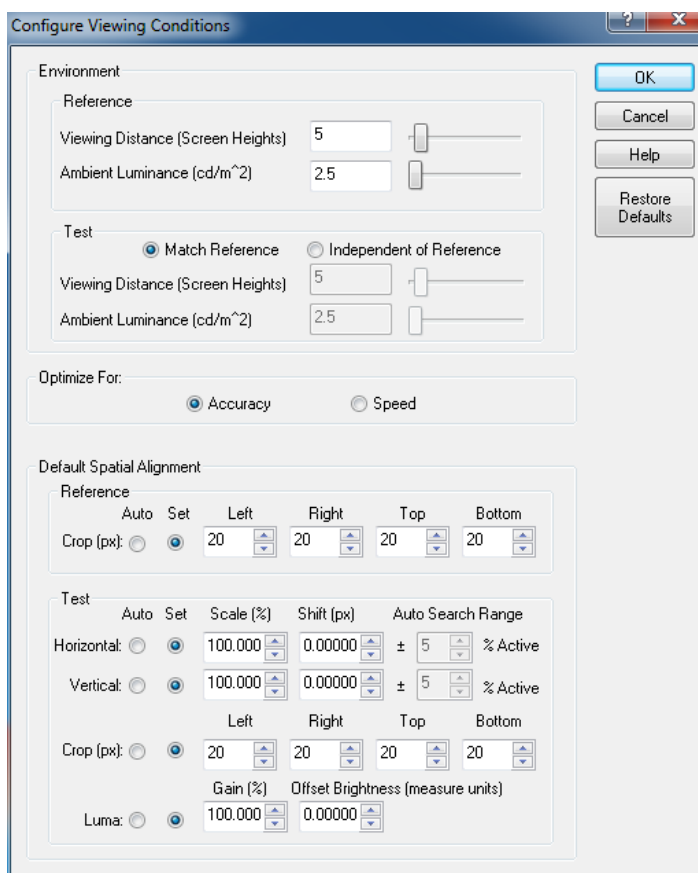 Configure Viewing Conditions
? X
Environment
OK
Reference
Cancel
Viewing Distance (Screen Heights) 5
Help
Ambient Luminance (cd/m^2) 2.5
Restore
Defaults
Test
Match Reference Independent of Reference
Viewing Distance (Screen Heights) 5
Ambient Luminance (cd/m^2) 2.5
Optimize For:
Accuracy Speed
Default Spatial Alignment
Reference
Auto Set Left Right Top Bottom
Crop (px): 20 20 20 20
Test
Auto Set Scale (%) Shift (px) Auto Search Range
Horizontal: 100.000 0.00000 ± 5 % Active
Vertical: 100.000 0.00000 ± 5 % Active
Left Right Top Bottom
Crop (px): 20 20 20 20
Gain (%) Offset Brightness (measure units)
Luma: 100.000 0.00000